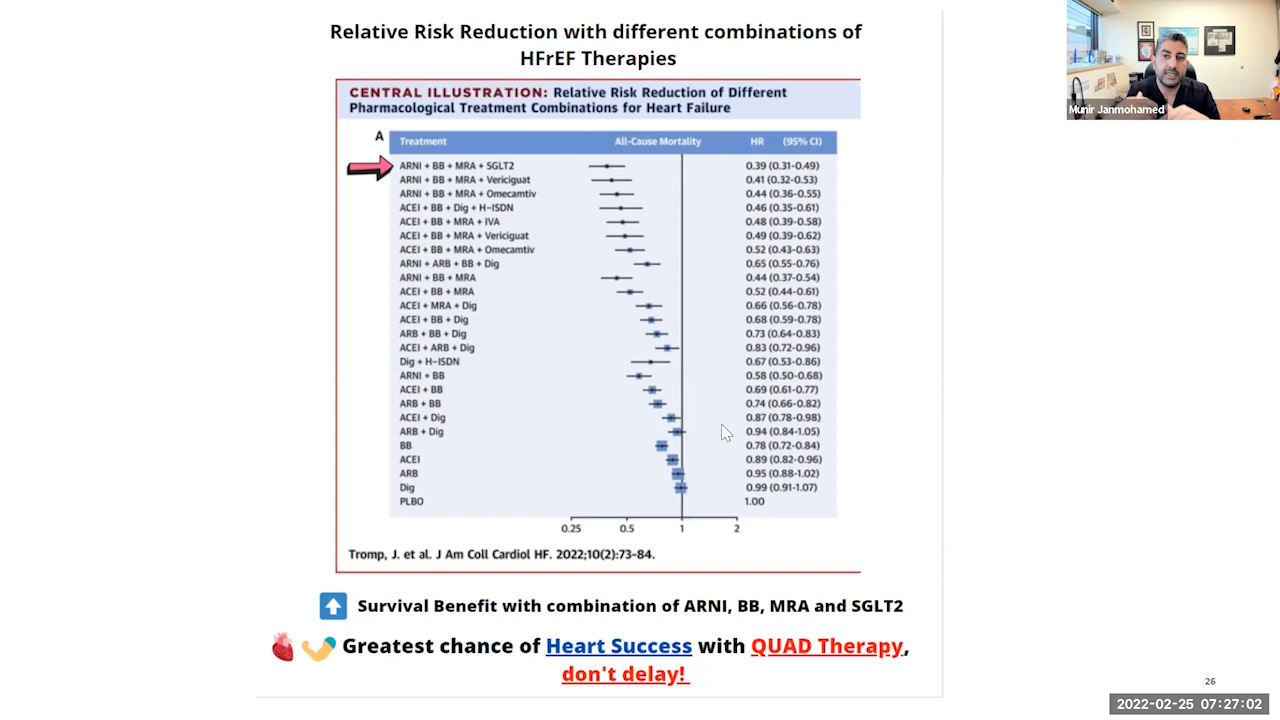 Relative Risk Reduction with different combinations of
HFrEF Therapies
CENTRAL ILLUSTRATION: Relative Risk Reduction of Different
Pharmacological Treatment Combinations for Heart Failure
A
Treatment All-Cause Mortality HR (95% CI)
ARNI + BB + MRA + SGLT2 0.39 (0.31-0.49)
ARNI + BB + MRA + Vericiguat 0.41 (0.32-0.53)
ARNI + BB + MRA + Omecamtiv 0.44 (0.36-0.55)
ACEI + BB + Dig + H-ISDN 0.46 (0.35-0.61)
ACEI + BB + MRA + IVA 0.48 (0.39-0.58)
ACEI + BB + MRA + Vericiguat 0.49 (0.39-0.62)
ACEI + BB + MRA + Omecamtiv 0.52 (0.43-0.63)
ARNI + ARB + BB + Dig 0.65 (0.55-0.76)
ARNI + BB + MRA 0.44 (0.37-0.54)
ACEI + BB + MRA 0.52 (0.44-0.61)
ACEI + MRA + Dig 0.66 (0.56-0.78)
ACEI + BB + Dig 0.68 (0.59-0.78)
ARB + BB + Dig 0.73 (0.64-0.83)
ACEI + ARB + Dig 0.83 (0.72-0.96)
Dig + H-ISDN 0.67 (0.53-0.86)
ARNI + BB 0.58 (0.50-0.68)
ACEI + BB 0.69 (0.61-0.77)
ARB + BB 0.74 (0.66-0.82)
ACEI + Dig 0.87 (0.78-0.98)
ARB + Dig 0.94 (0.84-1.05)
BB 0.78 (0.72-0.84)
ACEI 0.89 (0.82-0.96)
ARB 0.95 (0.88-1.02)
Dig 0.99 (0.91-1.07)
PLBO 1.00
0.25 0.5 1 2
Tromp, J. et al. J Am Coll Cardiol HF. 2022;10(2):73–84.
Survival Benefit with combination of ARNI, BB, MRA and SGLT2
Greatest chance of Heart Success with QUAD Therapy,
don't delay!
Munir Janmohamed
26
2022-02-25 07:27:02